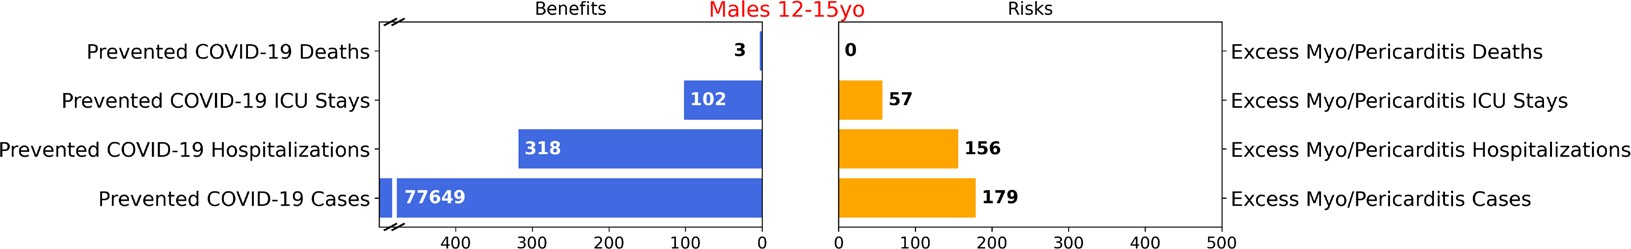 Benefits
Males 12-15yo
Risks
Prevented COVID-19 Deaths
3
0
Excess Myo/Pericarditis Deaths
Prevented COVID-19 ICU Stays
102
57
Excess Myo/Pericarditis ICU Stays
Prevented COVID-19 Hospitalizations
318
156
Excess Myo/Pericarditis Hospitalizations
Prevented COVID-19 Cases
77649
179
Excess Myo/Pericarditis Cases
400 300 200 100 0
0 100 200 300 400 500